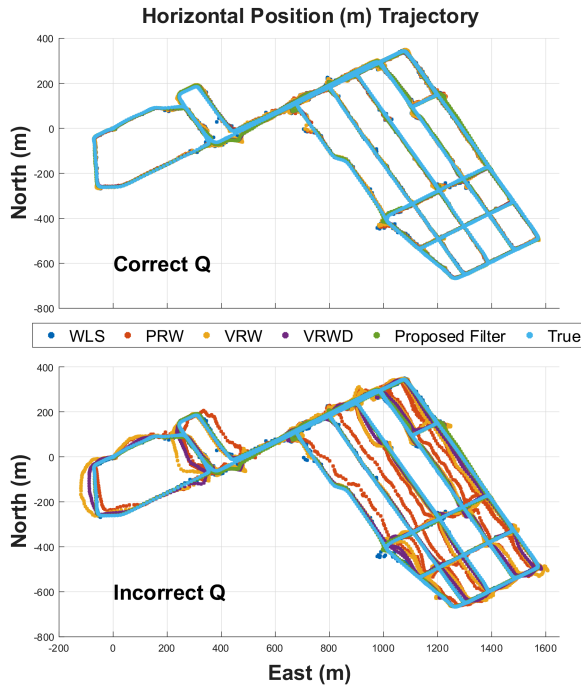 Horizontal Position (m) Trajectory
400
200
0
-200
-400
-600
-800
North (m)
Correct Q
WLS PRW VRW VRWD Proposed Filter True
400
200
0
-200
-400
-600
-800
North (m)
Incorrect Q
-200 0 200 400 600 800 1000 1200 1400 1600
East (m)